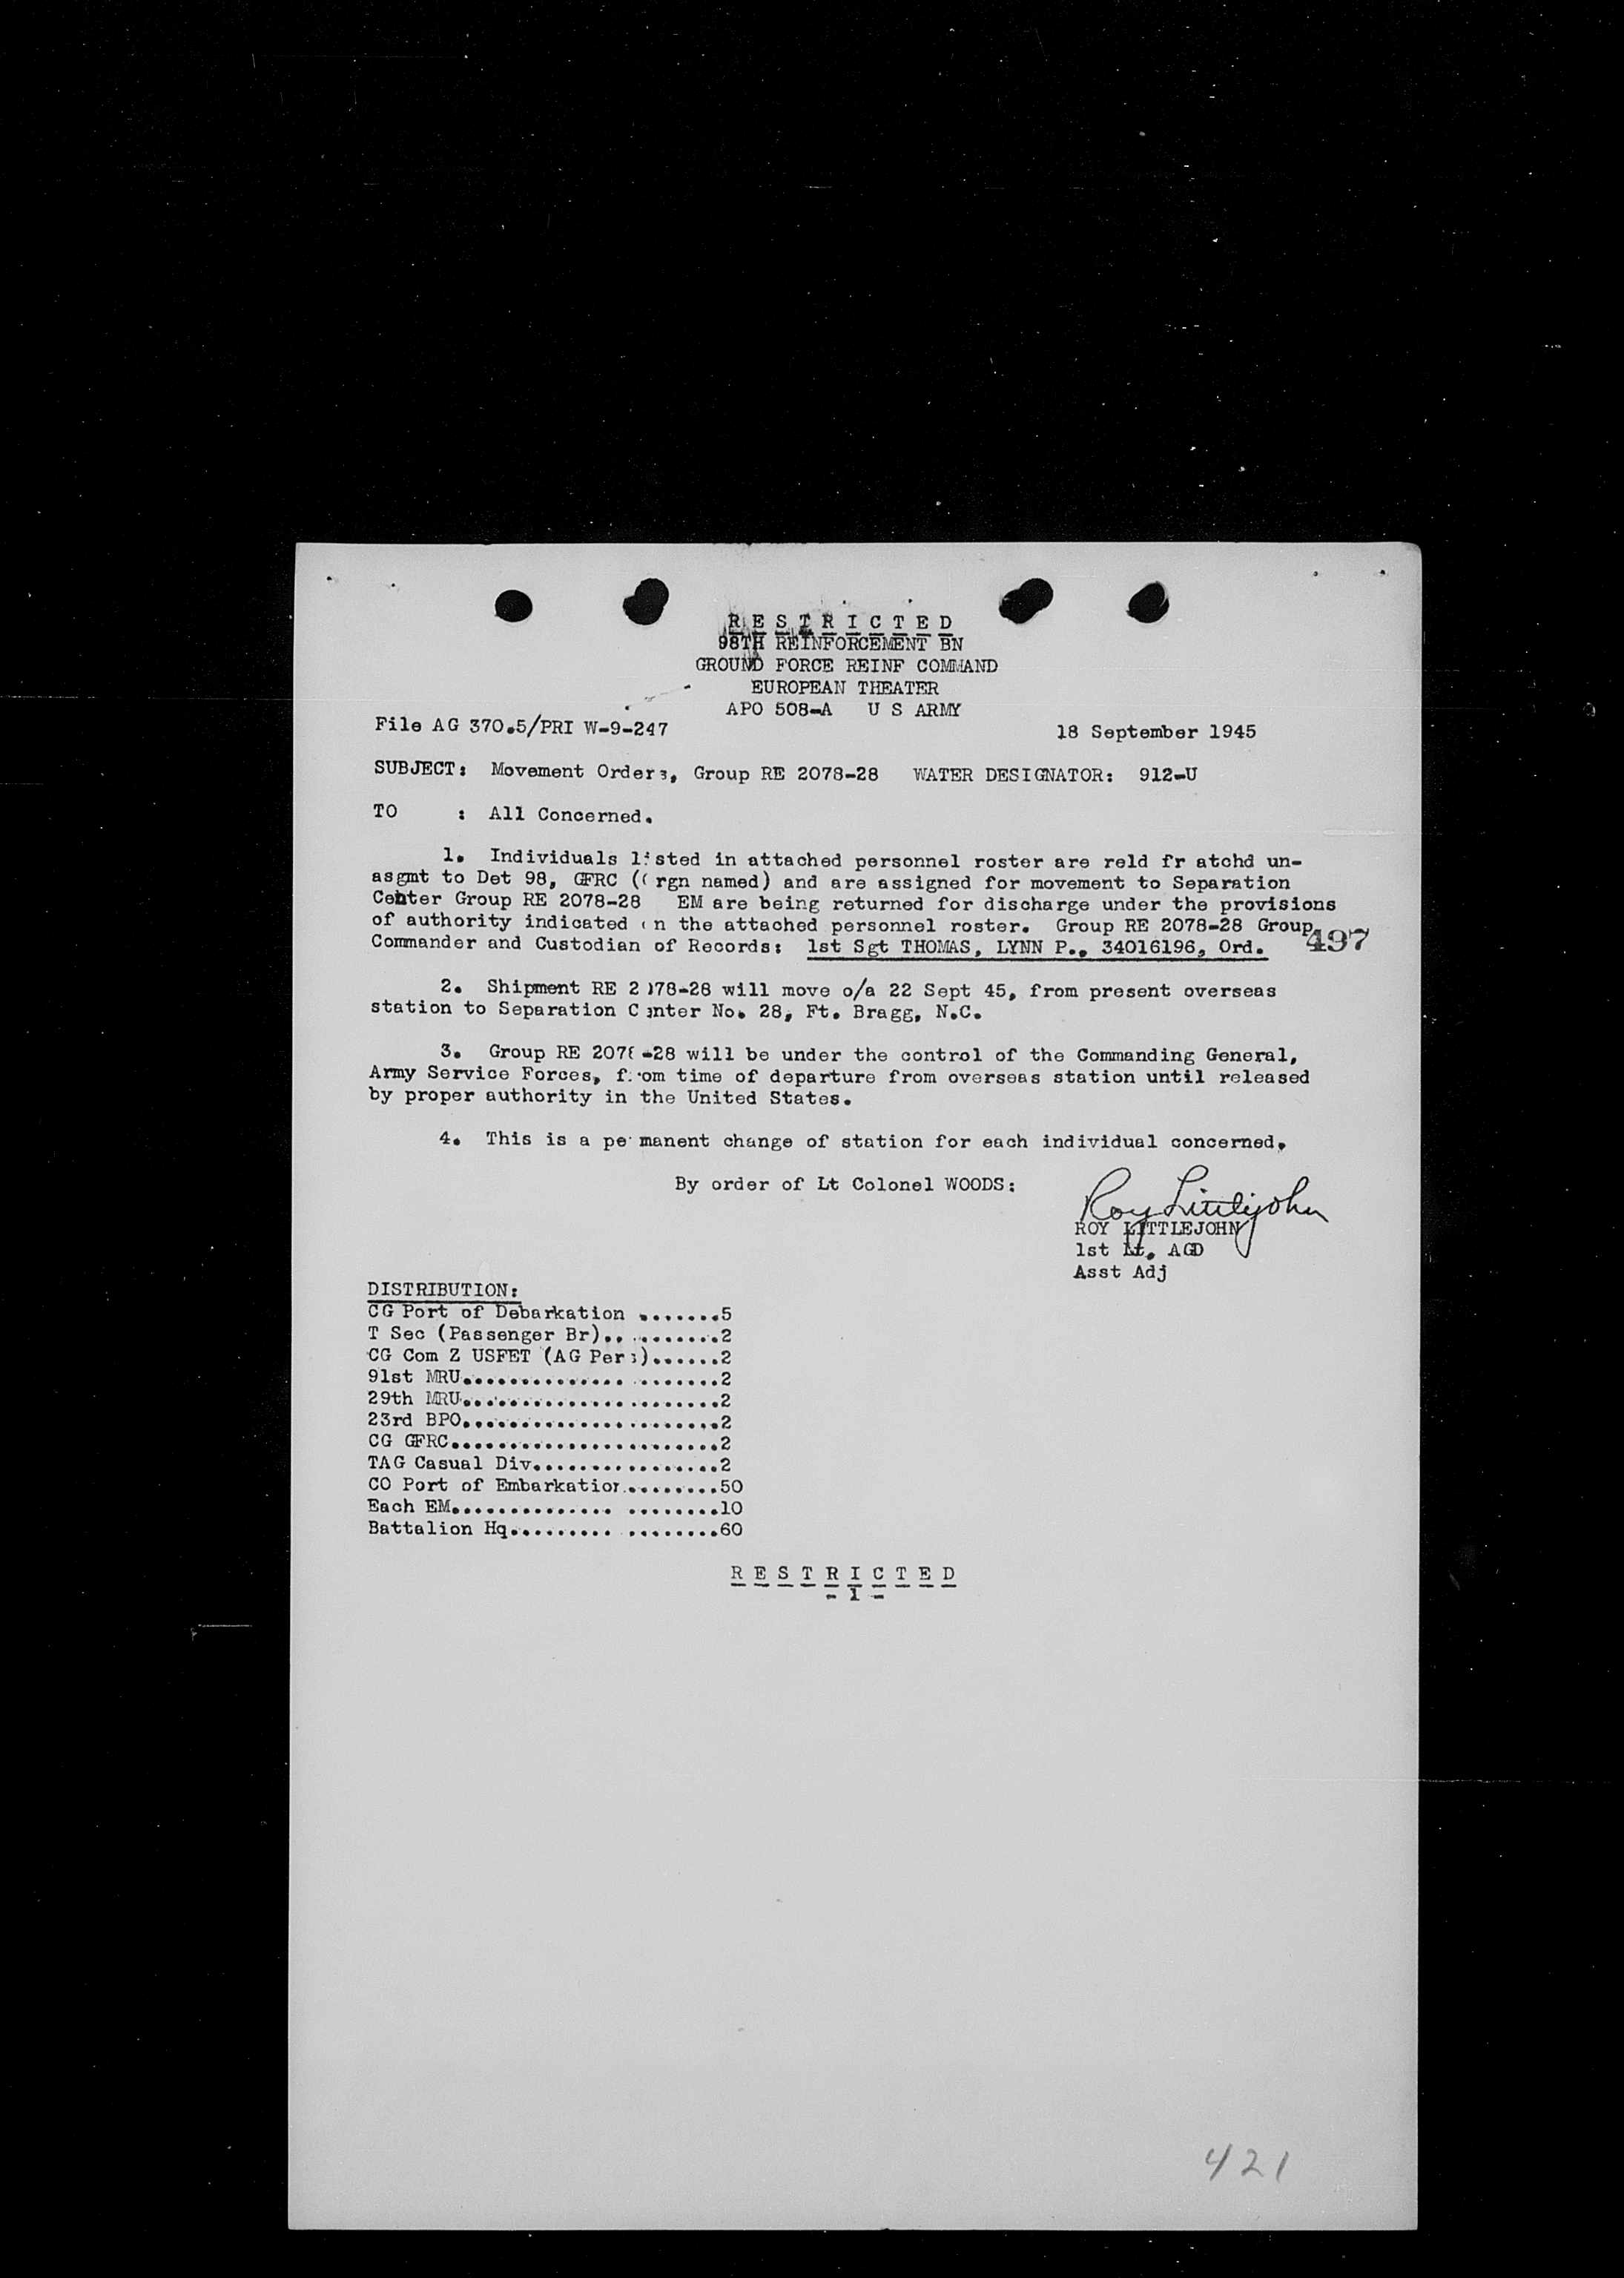 R E S T R I C T E D
98TH REINFORCEMENT BN
GROUND FORCE REINF COMMAND
EUROPEAN THEATER
APO 508-A U S ARMY
File AG 370.5/PRI W-9-247
18 September 1945
SUBJECT: Movement Orders, Group RE 2078-28 WATER DESIGNATOR: 912-U
TO : All Concerned.
1. Individuals listed in attached personnel roster are reld fr atchd un-
asgmt to Det 98, GFRC (Orgn named) and are assigned for movement to Separation
Center Group RE 2078-28 EM are being returned for discharge under the provisions
of authority indicated on the attached personnel roster. Group RE 2078-28 Group
Commander and Custodian of Records: 1st Sgt THOMAS, LYNN P., 34016196, Ord.
497
2. Shipment RE 2078-28 will move o/a 22 Sept 45, from present overseas
station to Separation Center No. 28, Ft. Bragg, N.C.
3. Group RE 2078-28 will be under the control of the Commanding General,
Army Service Forces, from time of departure from overseas station until released
by proper authority in the United States.
4. This is a permanent change of station for each individual concerned.
By order of Lt Colonel WOODS:
Roy Littlejohn
ROY LITTLEJOHN
1st Lt, AGD
Asst Adj
DISTRIBUTION:
CG Port of Debarkation .......5
T Sec (Passenger Br)..........2
CG Com Z USFET (AG Pers)......2
91st MRU......................2
29th MRU......................2
23rd BPO......................2
CG GFRC.......................2
TAG Casual Div................2
CO Port of Embarkation........50
Each EM.......................10
Battalion Hq..................60
R E S T R I C T E D
- 1 -
421